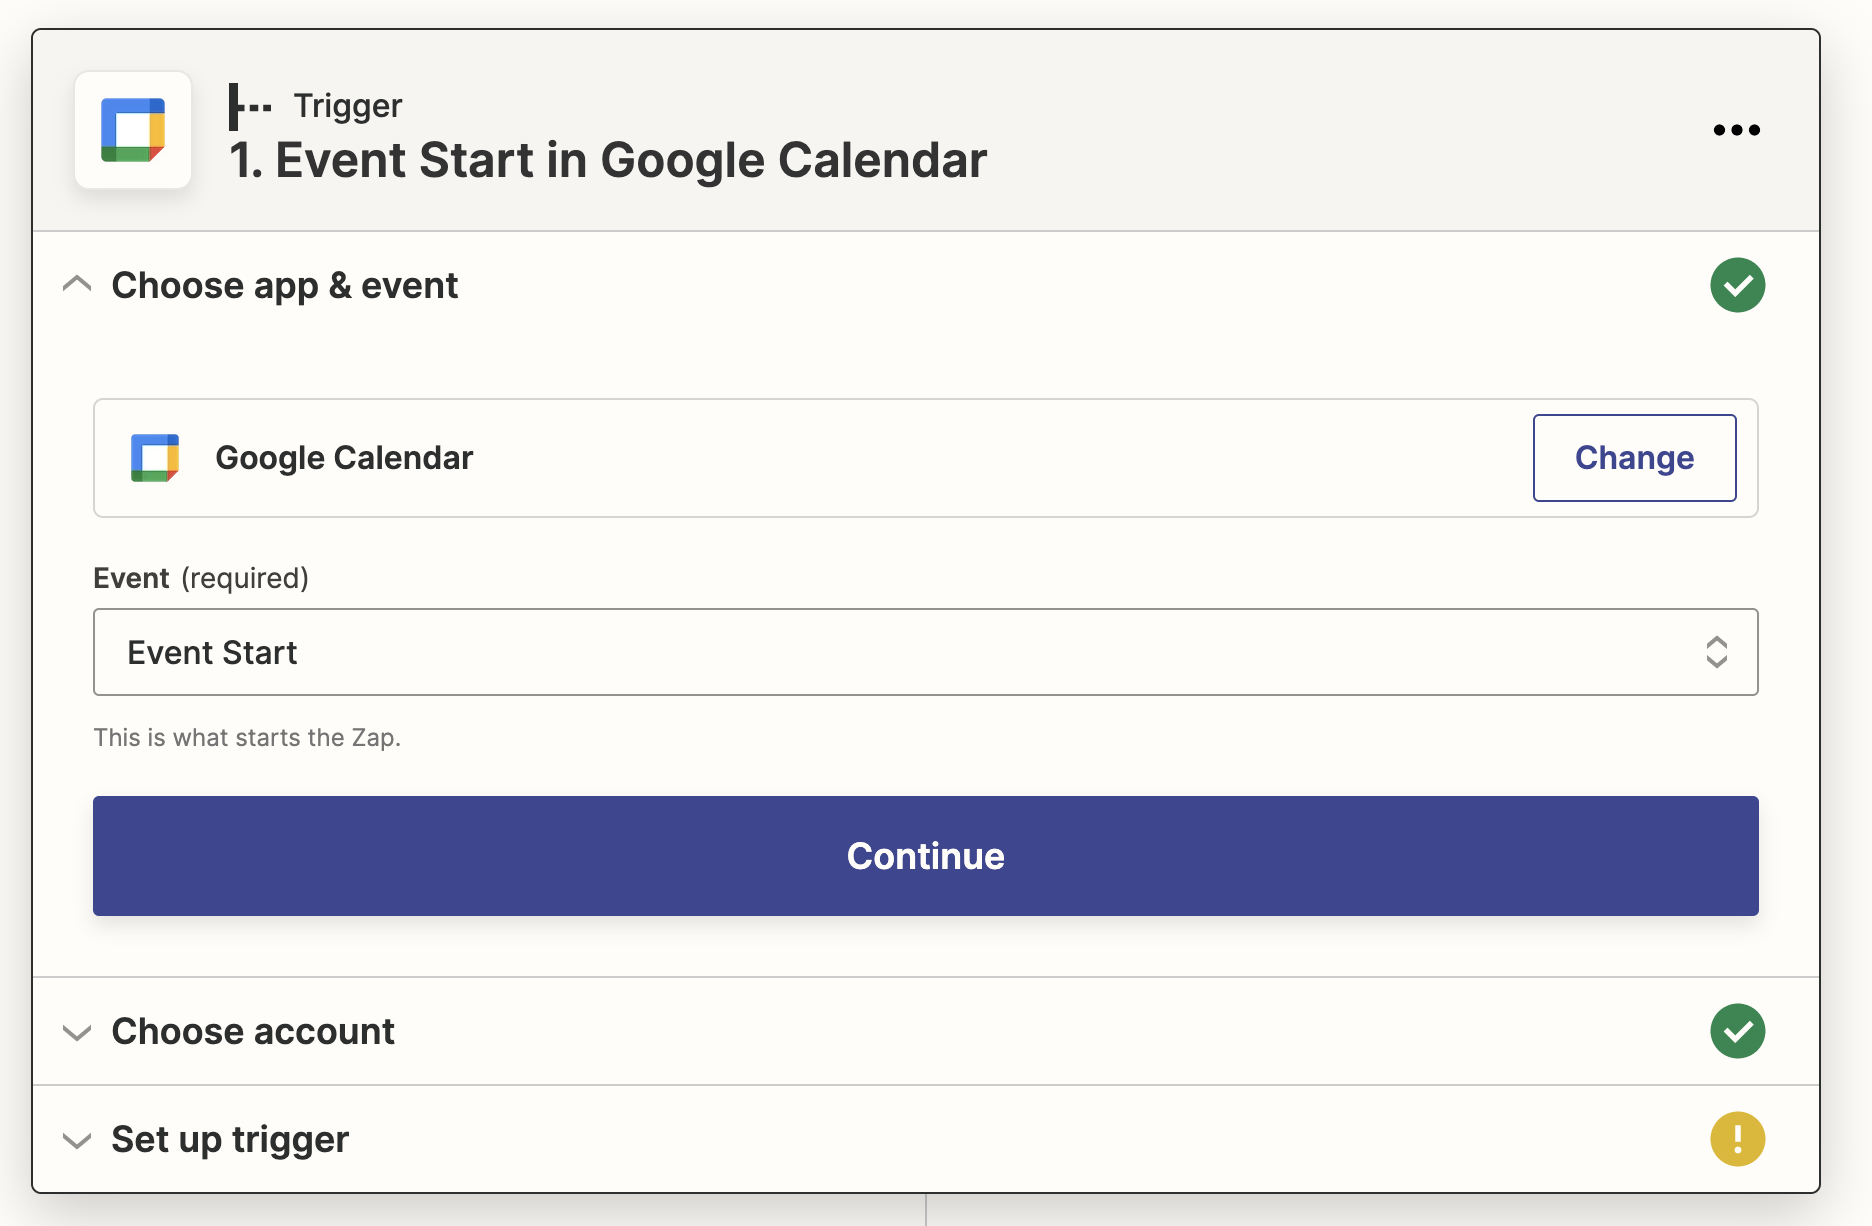 Trigger
1. Event Start in Google Calendar
Choose app & event
Google Calendar
Change
Event (required)
Event Start
This is what starts the Zap.
Continue
Choose account
Set up trigger